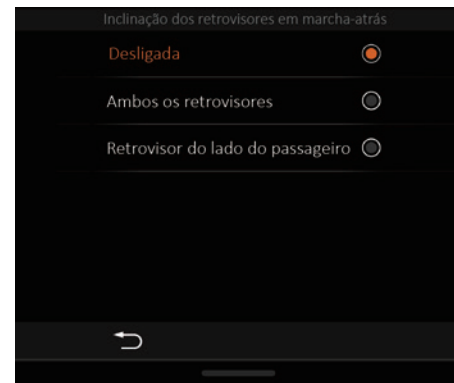 Inclinação dos retrovisores em marcha-atrás
Desligada
Ambos os retrovisores
Retrovisor do lado do passageiro